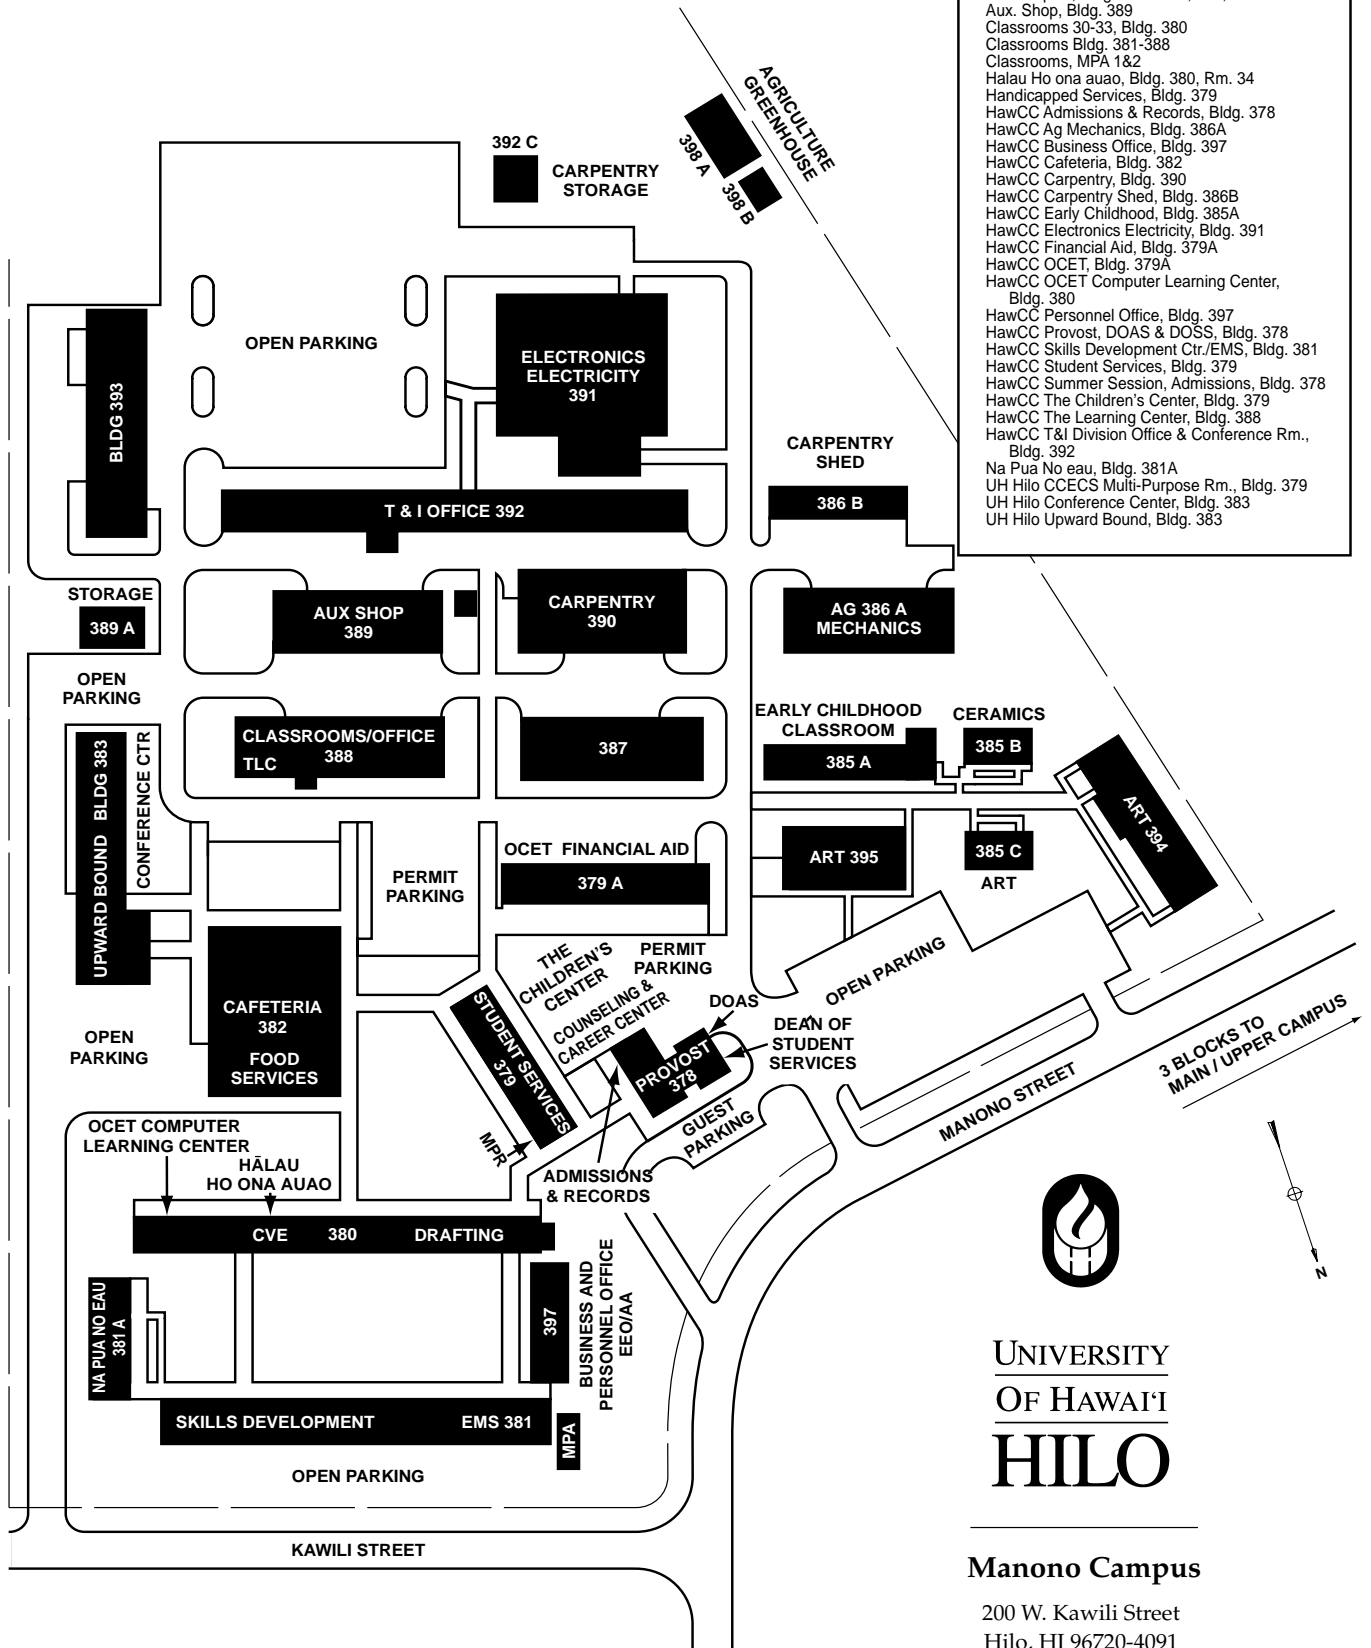 Aux. Shop, Bldg. 389
Classrooms 30-33, Bldg. 380
Classrooms Bldg. 381-388
Classrooms, MPA 1&2
Halau Ho ona auao, Bldg. 380, Rm. 34
Handicapped Services, Bldg. 379
HawCC Admissions & Records, Bldg. 378
HawCC Ag Mechanics, Bldg. 386A
HawCC Business Office, Bldg. 397
HawCC Cafeteria, Bldg. 382
HawCC Carpentry, Bldg. 390
HawCC Carpentry Shed, Bldg. 386B
HawCC Early Childhood, Bldg. 385A
HawCC Electronics Electricity, Bldg. 391
HawCC Financial Aid, Bldg. 379A
HawCC OCET, Bldg. 379A
HawCC OCET Computer Learning Center,
Bldg. 380
HawCC Personnel Office, Bldg. 397
HawCC Provost, DOAS & DOSS, Bldg. 378
HawCC Skills Development Ctr./EMS, Bldg. 381
HawCC Student Services, Bldg. 379
HawCC Summer Session, Admissions, Bldg. 378
HawCC The Children's Center, Bldg. 379
HawCC The Learning Center, Bldg. 388
HawCC T&I Division Office & Conference Rm.,
Bldg. 392
Na Pua No eau, Bldg. 381A
UH Hilo CCECS Multi-Purpose Rm., Bldg. 379
UH Hilo Conference Center, Bldg. 383
UH Hilo Upward Bound, Bldg. 383
AGRICULTURE
GREENHOUSE
398 A
398 B
392 C
CARPENTRY
STORAGE
OPEN PARKING
ELECTRONICS
ELECTRICITY
391
BLDG 393
CARPENTRY
SHED
386 B
T & I OFFICE 392
STORAGE
389 A
AUX SHOP
389
CARPENTRY
390
AG 386 A
MECHANICS
OPEN
PARKING
CLASSROOMS/OFFICE
388
TLC
387
EARLY CHILDHOOD
CLASSROOM
385 A
CERAMICS
385 B
UPWARD BOUND BLDG 383
CONFERENCE CTR
ART 394
PERMIT
PARKING
OCET FINANCIAL AID
379 A
ART 395
385 C
ART
CAFETERIA
382
FOOD
SERVICES
OPEN
PARKING
THE
CHILDREN'S
CENTER
PERMIT
PARKING
COUNSELING &
CAREER CENTER
STUDENT SERVICES
379
PROVOST
378
DOAS
DEAN OF
STUDENT
SERVICES
OPEN PARKING
GUEST
PARKING
MPR
ADMISSIONS
& RECORDS
MANONO STREET
3 BLOCKS TO
MAIN / UPPER CAMPUS
OCET COMPUTER
LEARNING CENTER
HĀLAU
HO ONA AUAO
CVE 380 DRAFTING
NA PUA NO EAU
381 A
397
BUSINESS AND
PERSONNEL OFFICE
EEO/AA
SKILLS DEVELOPMENT EMS 381
MPA
OPEN PARKING
KAWILI STREET
N
UNIVERSITY
OF HAWAIʻI
HILO
Manono Campus
200 W. Kawili Street
Hilo, HI 96720-4091